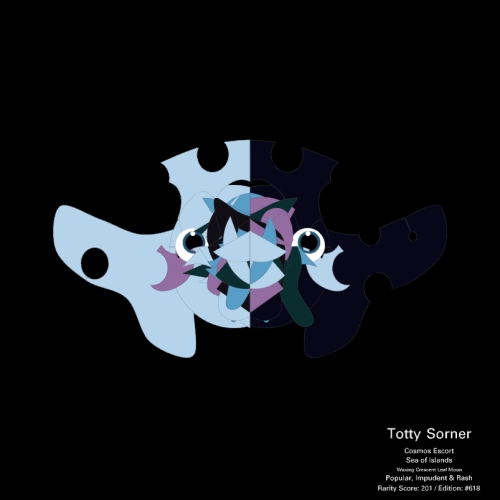 Totty Sorner
Cosmos Escort
Sea of Islands
Waxing Crescent Leaf Moon
Popular, Impudent & Rash
Rarity Score: 201 / Edition: #618